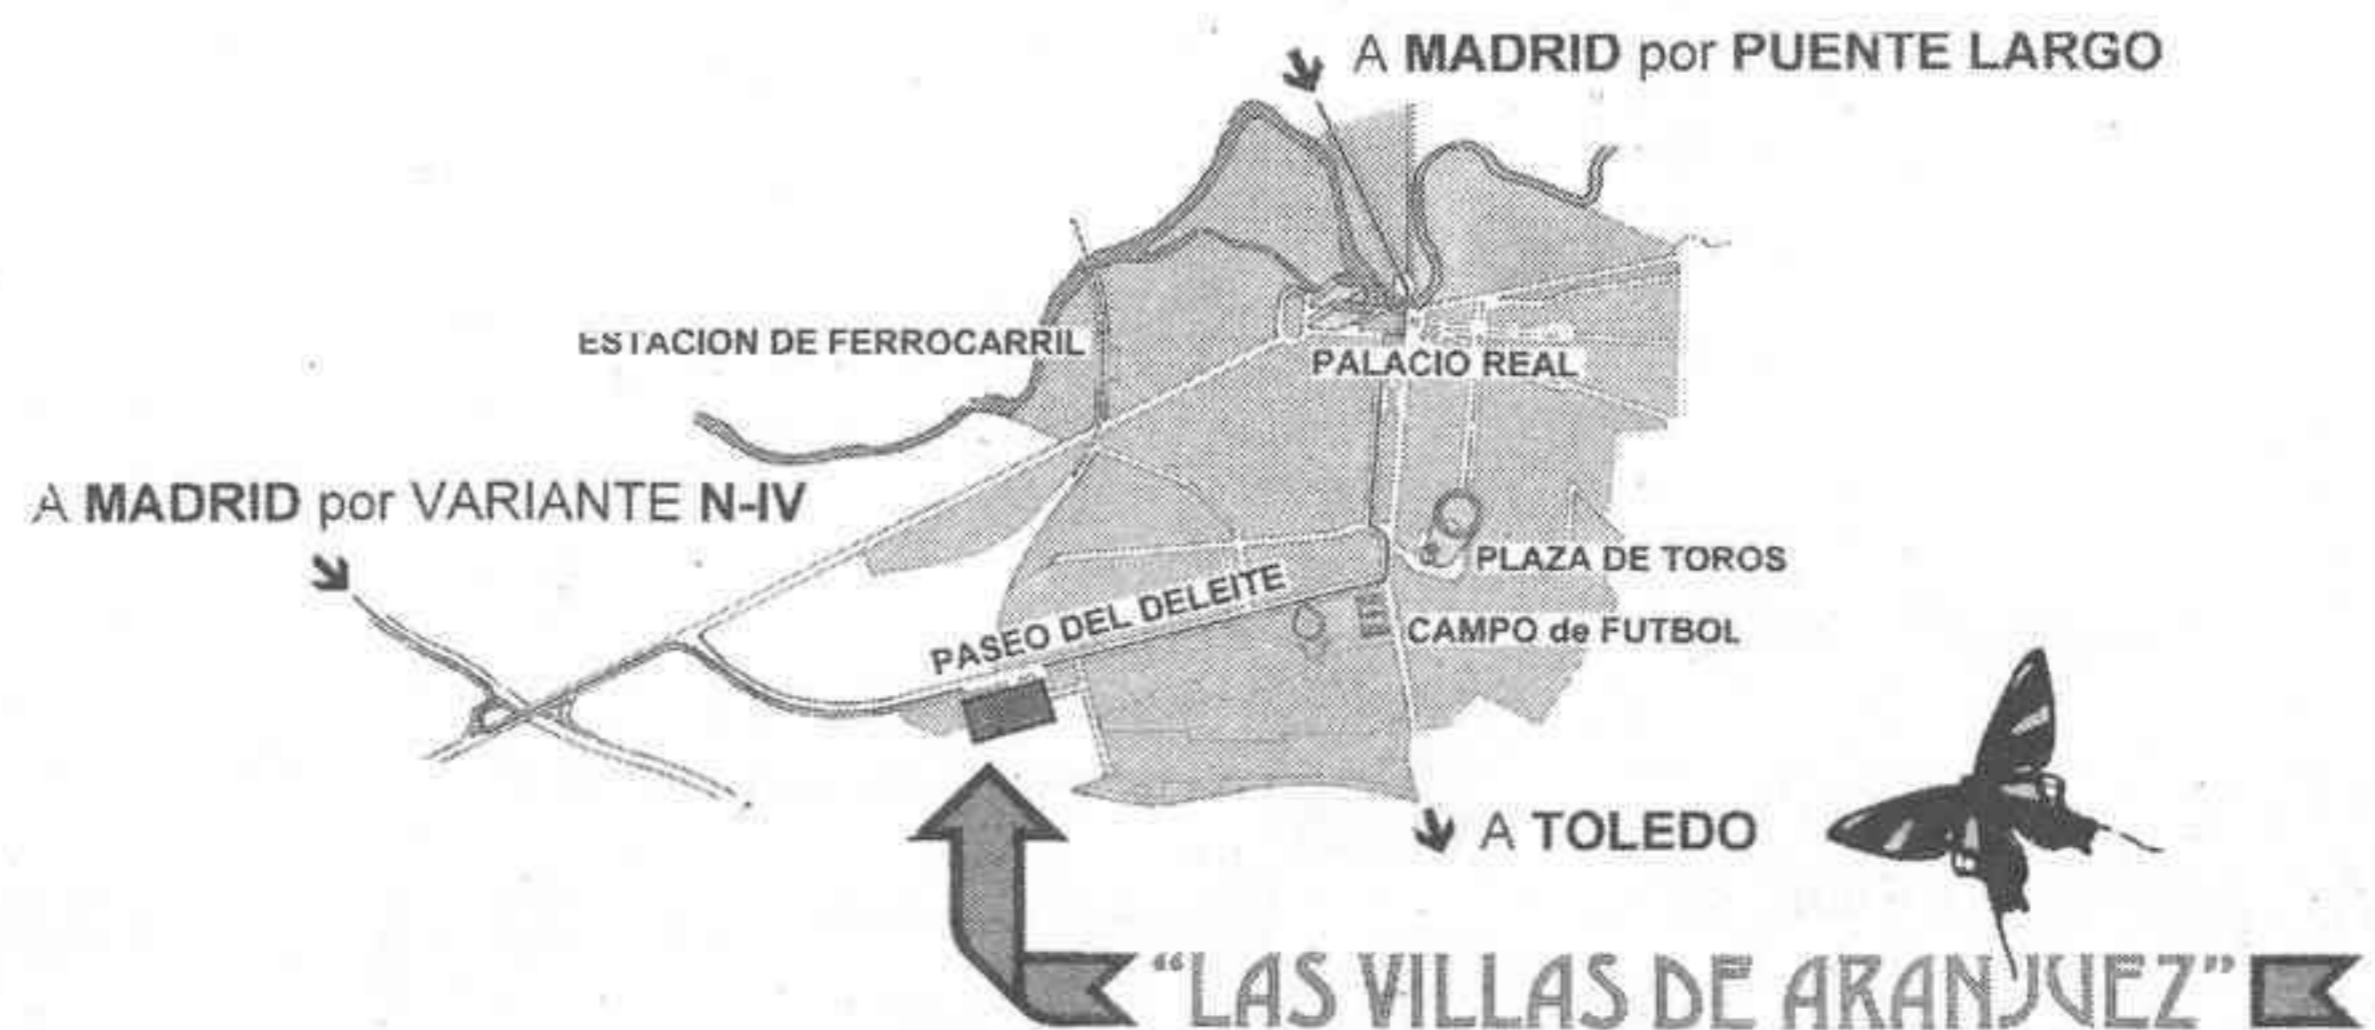 A MADRID por PUENTE LARGO
ESTACION DE FERROCARRIL
PALACIO REAL
A MADRID por VARIANTE N-IV
PLAZA DE TOROS
PASEO DEL DELEITE
CAMPO de FUTBOL
A TOLEDO
“LAS VILLAS DE ARANJUEZ”